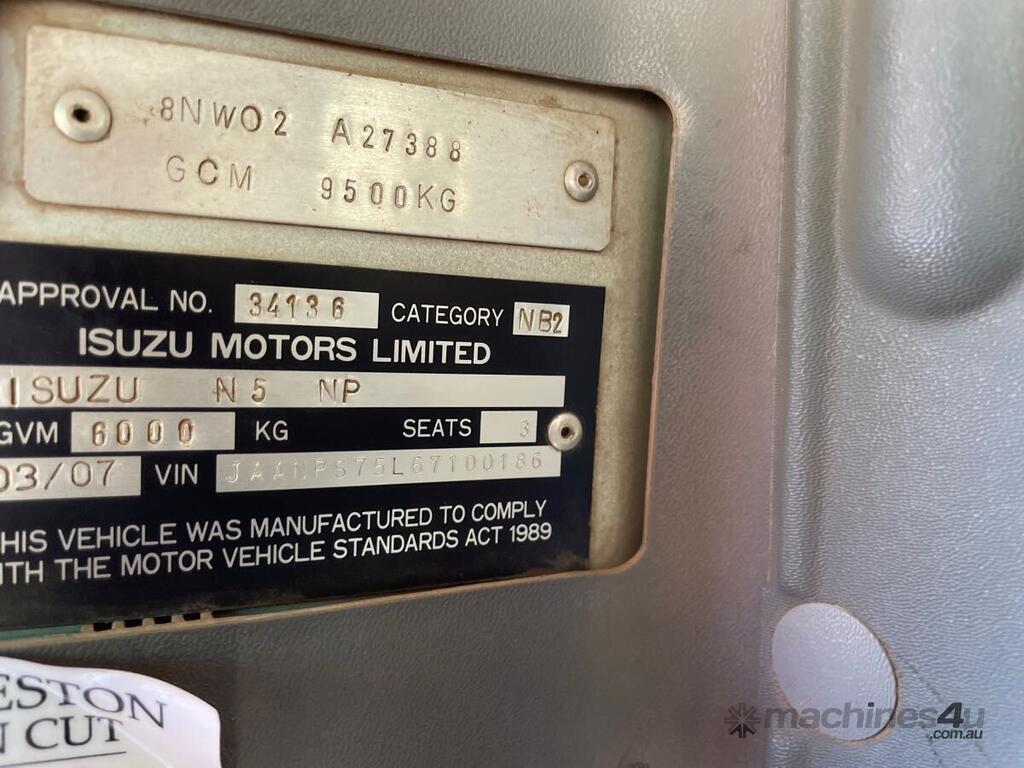 8NWO2 A27388
GCM 9500KG
APPROVAL NO. 34136 CATEGORY NB2
ISUZU MOTORS LIMITED
ISUZU N5 NP
GVM 6000 KG SEATS 3
03/07 VIN JAANPS75L67100186
HIS VEHICLE WAS MANUFACTURED TO COMPLY
ITH THE MOTOR VEHICLE STANDARDS ACT 1989
ESTON
N CUT
machines4u
.com.au